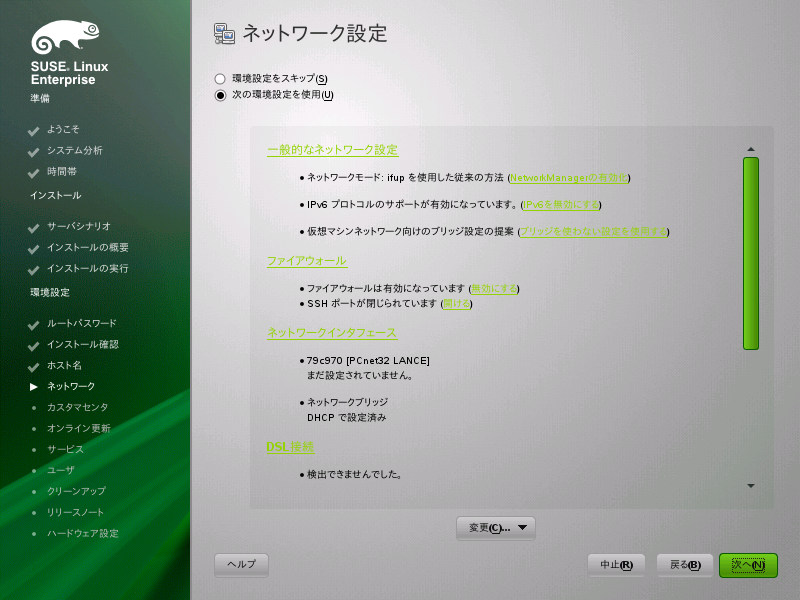 SUSE. Linux
Enterprise
準備
ようこそ
システム分析
時間帯
インストール
サーバシナリオ
インストールの概要
インストールの実行
環境設定
ルートパスワード
インストール確認
ホスト名
ネットワーク
カスタマセンタ
オンライン更新
サービス
ユーザ
クリーンアップ
リリースノート
ハードウェア設定
ネットワーク設定
環境設定をスキップ(S)
次の環境設定を使用(U)
一般的なネットワーク設定
• ネットワークモード: ifup を使用した従来の方法 (NetworkManagerの有効化)
• IPv6 プロトコルのサポートが有効になっています。(IPv6を無効にする)
• 仮想マシンネットワーク向けのブリッジ設定の提案 (ブリッジを使わない設定を使用する)
ファイアウォール
• ファイアウォールは有効になっています (無効にする)
• SSH ポートが閉じられています (開ける)
ネットワークインタフェース
• 79c970 [PCnet32 LANCE]
まだ設定されていません。
• ネットワークブリッジ
DHCP で設定済み
DSL接続
• 検出できませんでした。
変更(C)...
ヘルプ
中止(R)
戻る(B)
次へ(N)